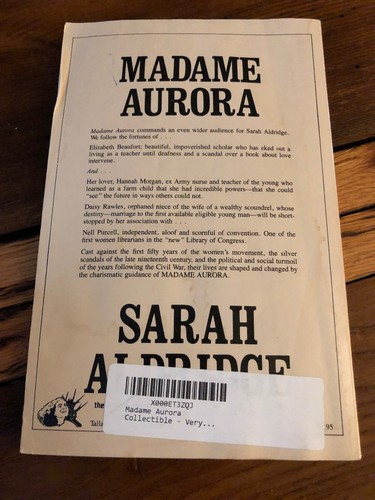 MADAME
AURORA
Madame Aurora commands an even wider audience for Sarah Aldridge.
We follow the fortunes of . . .
Elizabeth Beaufort; beautiful, impoverished scholar who has eked out a
living as a teacher until deafness and a scandal over a book about love
intervene.
And . . .
Her lover, Hannah Morgan, ex Army nurse and teacher of the young who
learned as a farm child that she had incredible powers—that she could
"see" the future in ways others could not.
Daisy Rawles, orphaned niece of the wife of a wealthy scoundrel, whose
destiny—marriage to the first available eligible young man—will be short-
stopped by her association with . . .
Nell Purcell, independent, aloof and scornful of convention. One of the
first women librarians in the "new" Library of Congress.
Cast against the first fifty years of the women's movement, the silver
scandals of the late nineteenth century, and the political and social turmoil
of the years following the Civil War, their lives are shaped and changed by
the charismatic guidance of MADAME AURORA.
SARAH
ALDRIDGE
X000ET3ZQJ
Madame Aurora
Collectible - Very...
the
Talla
.95